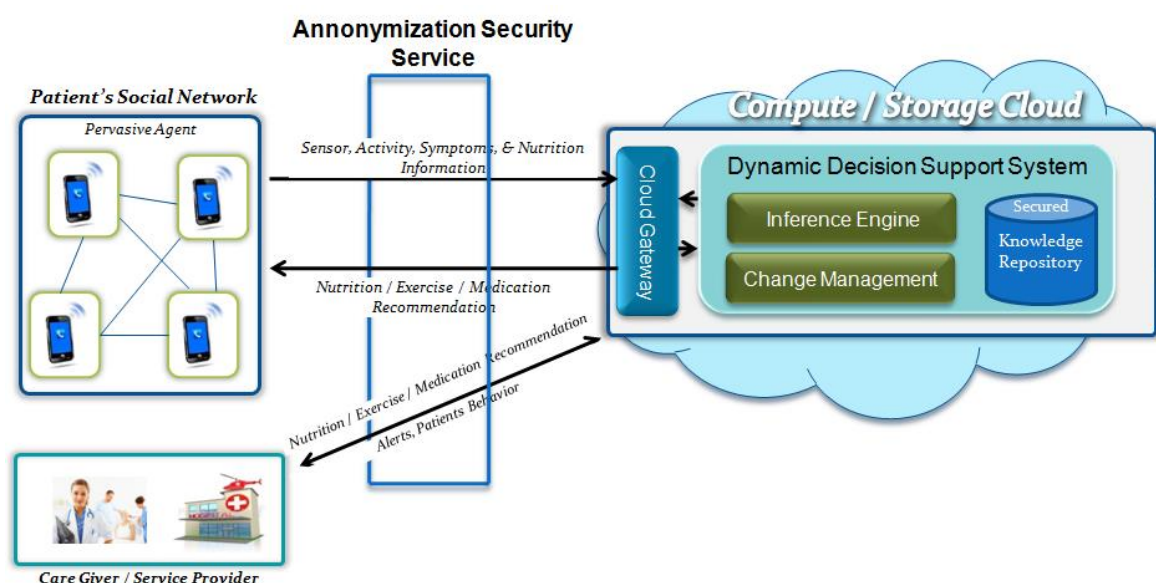 Annonymization Security
Service
Patient's Social Network
Pervasive Agent
Sensor, Activity, Symptoms, & Nutrition
Information
Nutrition / Exercise / Medication
Recommendation
Nutrition / Exercise / Medication Recommendation
Alerts, Patients Behavior
Compute / Storage Cloud
Cloud Gateway
Dynamic Decision Support System
Inference Engine
Change Management
Secured
Knowledge
Repository
HOSPITAL
Care Giver / Service Provider